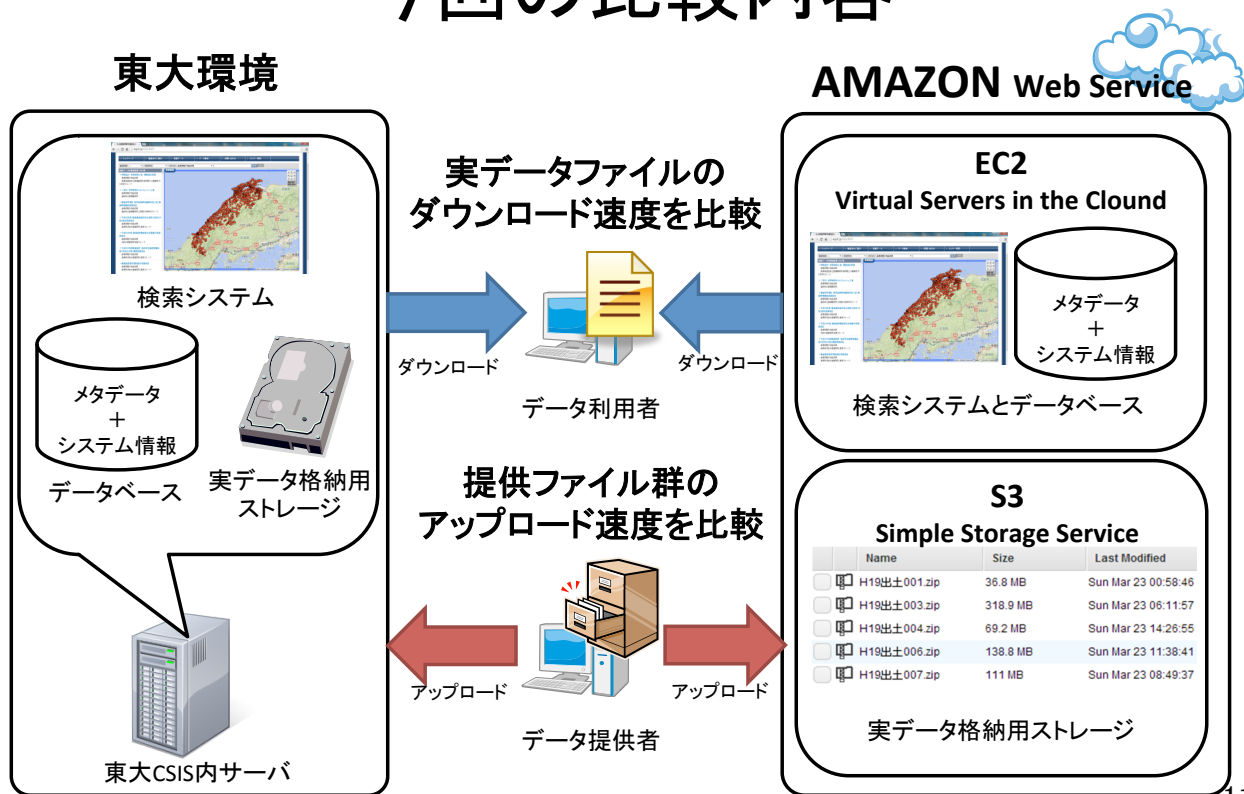 今回の比較内容
東大環境
検索システム
メタデータ
＋
システム情報
データベース
実データ格納用
ストレージ
東大CSIS内サーバ
実データファイルの
ダウンロード速度を比較
ダウンロード
ダウンロード
データ利用者
提供ファイル群の
アップロード速度を比較
アップロード
アップロード
データ提供者
AMAZON Web Service
EC2
Virtual Servers in the Clound
メタデータ
＋
システム情報
検索システムとデータベース
S3
Simple Storage Service
Name Size Last Modified
H19出土001.zip 36.8 MB Sun Mar 23 00:58:46
H19出土003.zip 318.9 MB Sun Mar 23 06:11:57
H19出土004.zip 69.2 MB Sun Mar 23 14:26:55
H19出土006.zip 138.8 MB Sun Mar 23 11:38:41
H19出土007.zip 111 MB Sun Mar 23 08:49:37
実データ格納用ストレージ